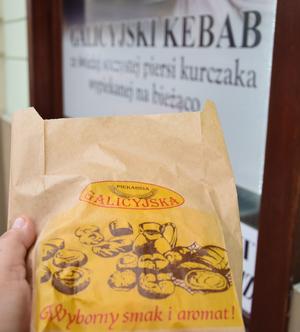 GALICYJSKI KEBAB
ze świeżej soczystej piersi kurczaka
wypiekanej na bieżąco
PIEKARNIA
GALICYJSKA
Wyborny smak i aromat!